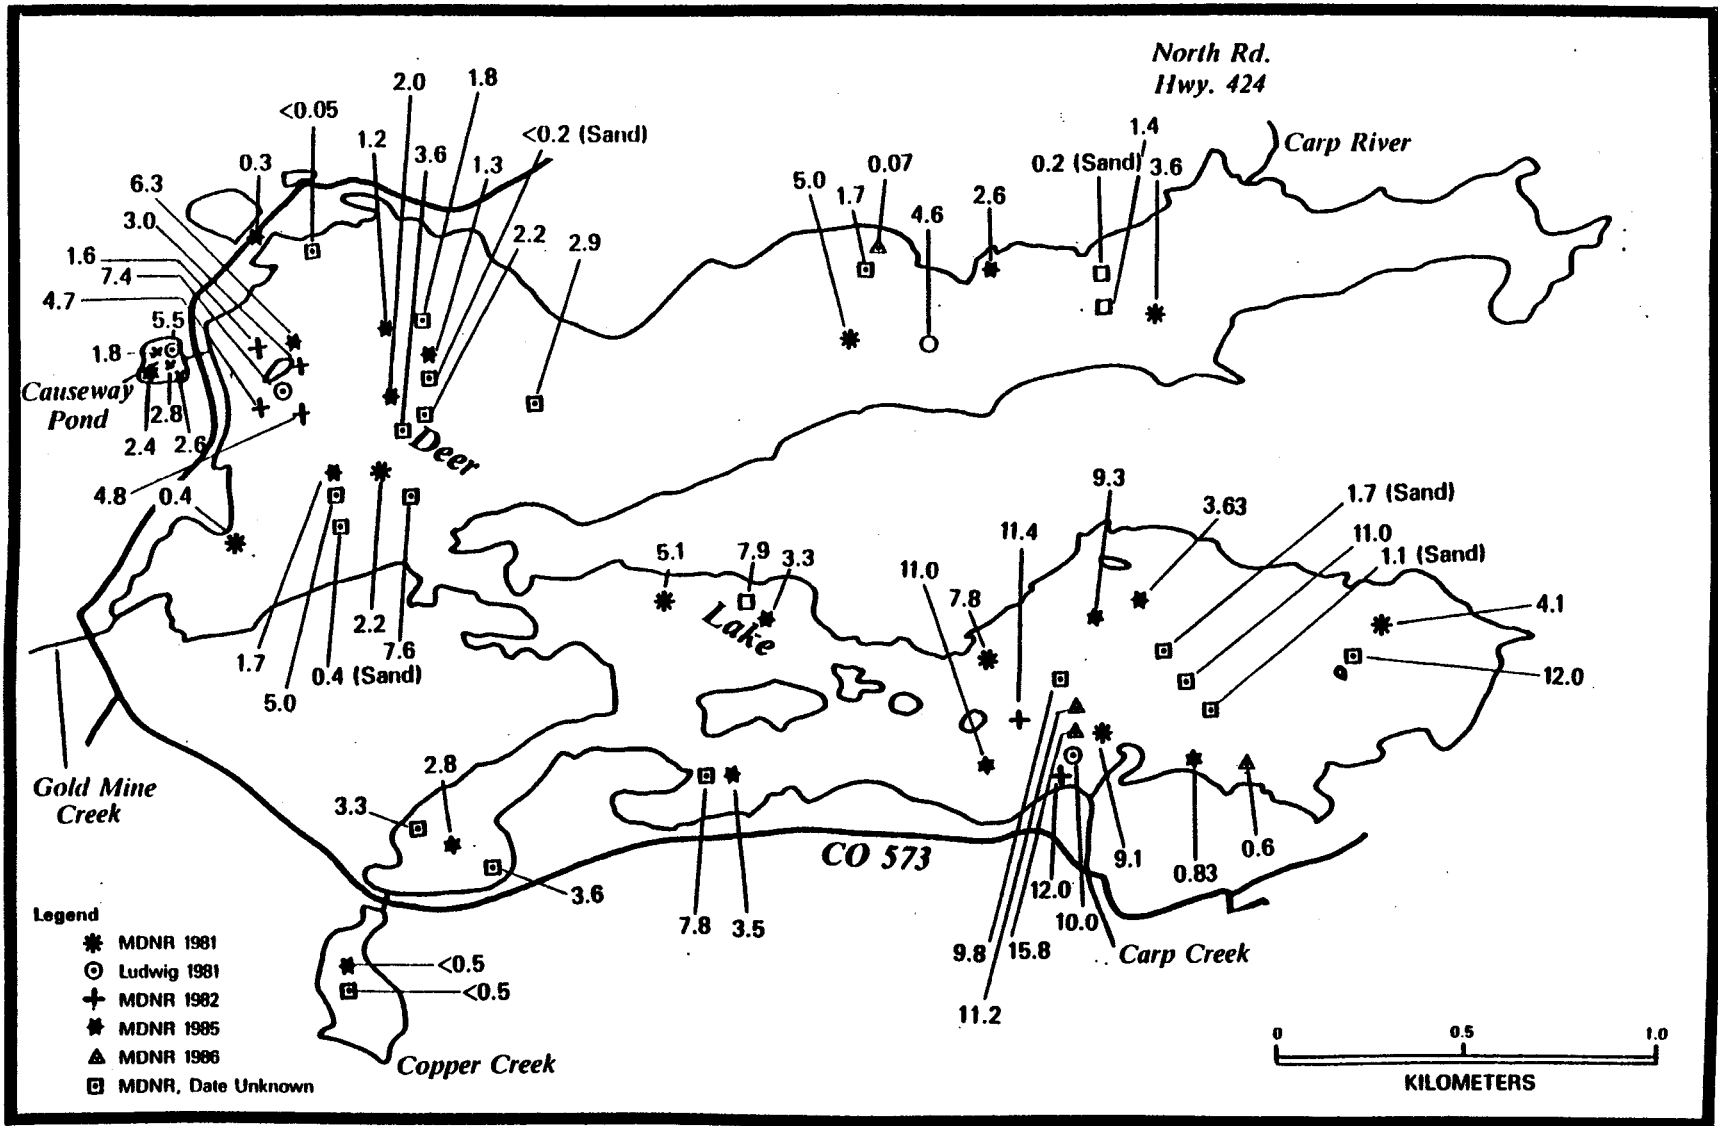 North Rd.
Hwy. 424
2.0
1.8
<0.05
1.2
3.6
<0.2 (Sand)
1.4
Carp River
0.3
1.3
6.3
5.0
1.7
0.07
0.2 (Sand)
3.6
3.0
4.6
2.6
2.2
2.9
1.6
7.4
4.7
5.5
1.8
Causeway
Pond
2.8
2.4
2.6
Deer
4.8
0.4
9.3
3.63
1.7 (Sand)
11.4
11.0
1.1 (Sand)
5.1
7.9
3.3
11.0
7.8
4.1
Lake
2.2
7.6
1.7
0.4 (Sand)
5.0
12.0
Gold Mine
Creek
2.8
3.3
CO 573
9.1
0.6
0.83
3.6
12.0
7.8
3.5
10.0
9.8
15.8
Carp Creek
11.2
<0.5
<0.5
Copper Creek
Legend
MDNR 1981
Ludwig 1981
MDNR 1982
MDNR 1985
MDNR 1986
MDNR, Date Unknown
0
0.5
1.0
KILOMETERS